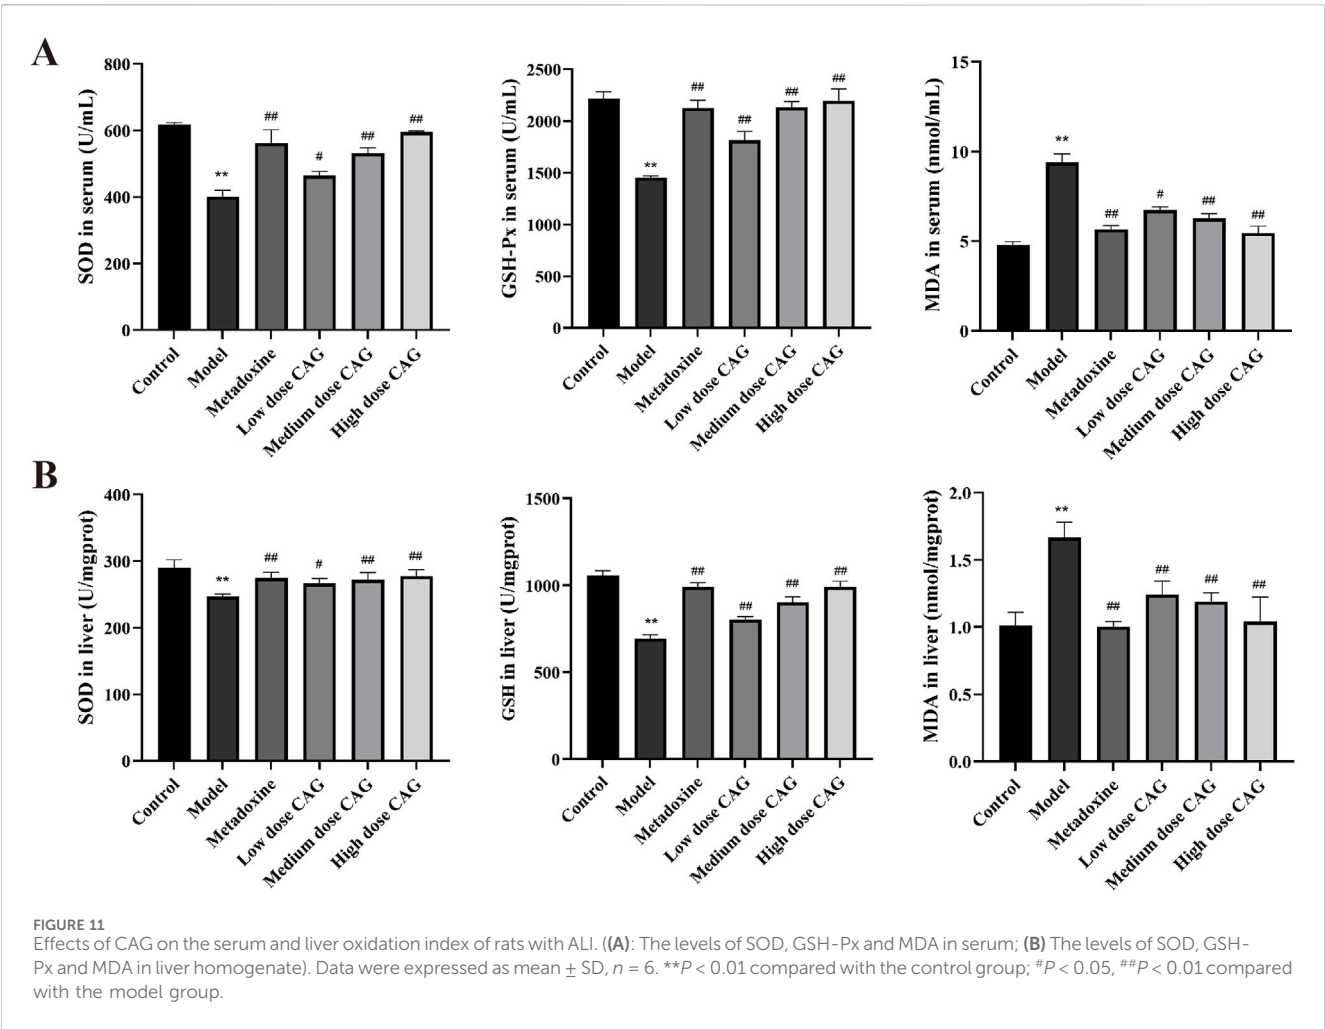 A
SOD in serum (U/mL)
800
600
400
200
0
**
##
#
##
##
Control
Model
Metadoxine
Low dose CAG
Medium dose CAG
High dose CAG
GSH-Px in serum (U/mL)
2500
2000
1500
1000
500
0
**
##
##
##
##
Control
Model
Metadoxine
Low dose CAG
Medium dose CAG
High dose CAG
MDA in serum (nmol/mL)
15
10
5
0
**
##
#
##
##
Control
Model
Metadoxine
Low dose CAG
Medium dose CAG
High dose CAG
B
SOD in liver (U/mgprot)
400
300
200
100
0
**
##
#
##
##
Control
Model
Metadoxine
Low dose CAG
Medium dose CAG
High dose CAG
GSH in liver (U/mgprot)
1500
1000
500
0
**
##
##
##
##
Control
Model
Metadoxine
Low dose CAG
Medium dose CAG
High dose CAG
MDA in liver (nmol/mgprot)
2.0
1.5
1.0
0.5
0.0
**
##
##
##
##
Control
Model
Metadoxine
Low dose CAG
Medium dose CAG
High dose CAG
FIGURE 11
Effects of CAG on the serum and liver oxidation index of rats with ALI. ((A): The levels of SOD, GSH-Px and MDA in serum; (B) The levels of SOD, GSH-
Px and MDA in liver homogenate). Data were expressed as mean ± SD, n = 6. **P < 0.01 compared with the control group; #P < 0.05, ##P < 0.01 compared
with the model group.